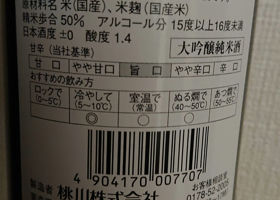 原材料名 米(国産)、米麹(国産米)
精米歩合 50% アルコール分 15度以上16度未満
日本酒度 ±0 酸度 1.4
甘辛(当社基準) 大吟醸純米酒
甘口 やや甘口 旨口 やや辛口 辛口
おすすめの飲み方
ロックで (0~5℃) 冷やして (5~10℃) 室温で (常温) ぬる燗で (40~50℃) あつ燗で
○ ◎ ○
4 904170 007707
製造者 桃川株式会社
お客様相談室
0178-52-2005